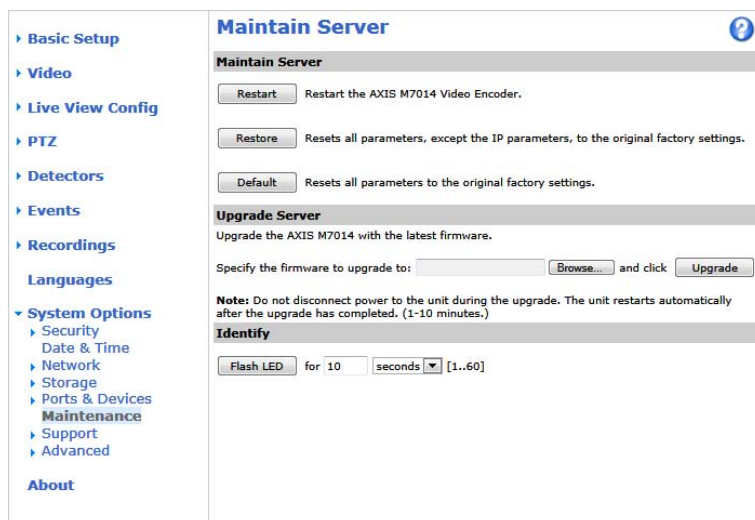 Basic Setup
Video
Live View Config
PTZ
Detectors
Events
Recordings
Languages
System Options
Security
Date & Time
Network
Storage
Ports & Devices
Maintenance
Support
Advanced
About
Maintain Server
?
Maintain Server
Restart Restart the AXIS M7014 Video Encoder.
Restore Resets all parameters, except the IP parameters, to the original factory settings.
Default Resets all parameters to the original factory settings.
Upgrade Server
Upgrade the AXIS M7014 with the latest firmware.
Specify the firmware to upgrade to: Browse... and click Upgrade
Note: Do not disconnect power to the unit during the upgrade. The unit restarts automatically
after the upgrade has completed. (1-10 minutes.)
Identify
Flash LED for 10 seconds [1..60]